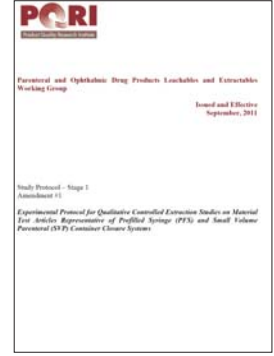 PQRI
Product Quality Research Institute
Parenteral and Ophthalmic Drug Products Leachables and Extractables
Working Group
Issued and Effective
September, 2011
Study Protocol – Stage 1
Amendment #1
Experimental Protocol for Qualitative Controlled Extraction Studies on Material
Test Articles Representative of Prefilled Syringe (PFS) and Small Volume
Parenteral (SVP) Container Closure Systems